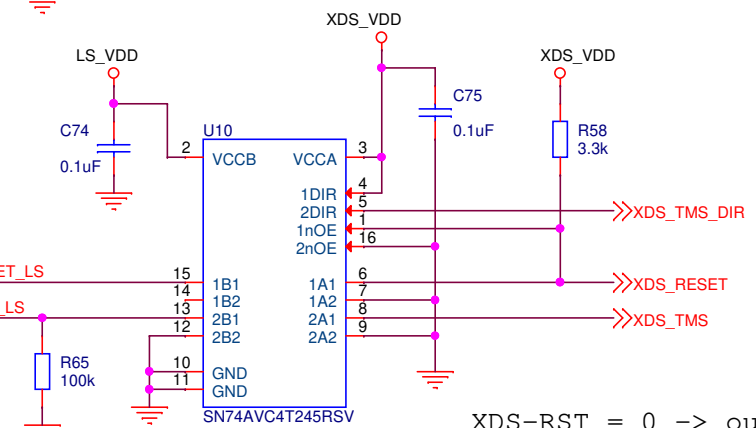 XDS_VDD
LS_VDD
XDS_VDD
C75
0.1uF
C74
0.1uF
U10
R58
3.3k
2
VCCB
VCCA
3
1DIR
4
2DIR
5
XDS_TMS_DIR
1nOE
1
2nOE
16
ET_LS
15
1B1
1A1
6
XDS_RESET
14
1B2
1A2
7
_LS
13
2B1
2A1
8
XDS_TMS
12
2B2
2A2
9
R65
100k
10
GND
11
GND
SN74AVC4T245RSV
XDS-RST = 0 -> ou